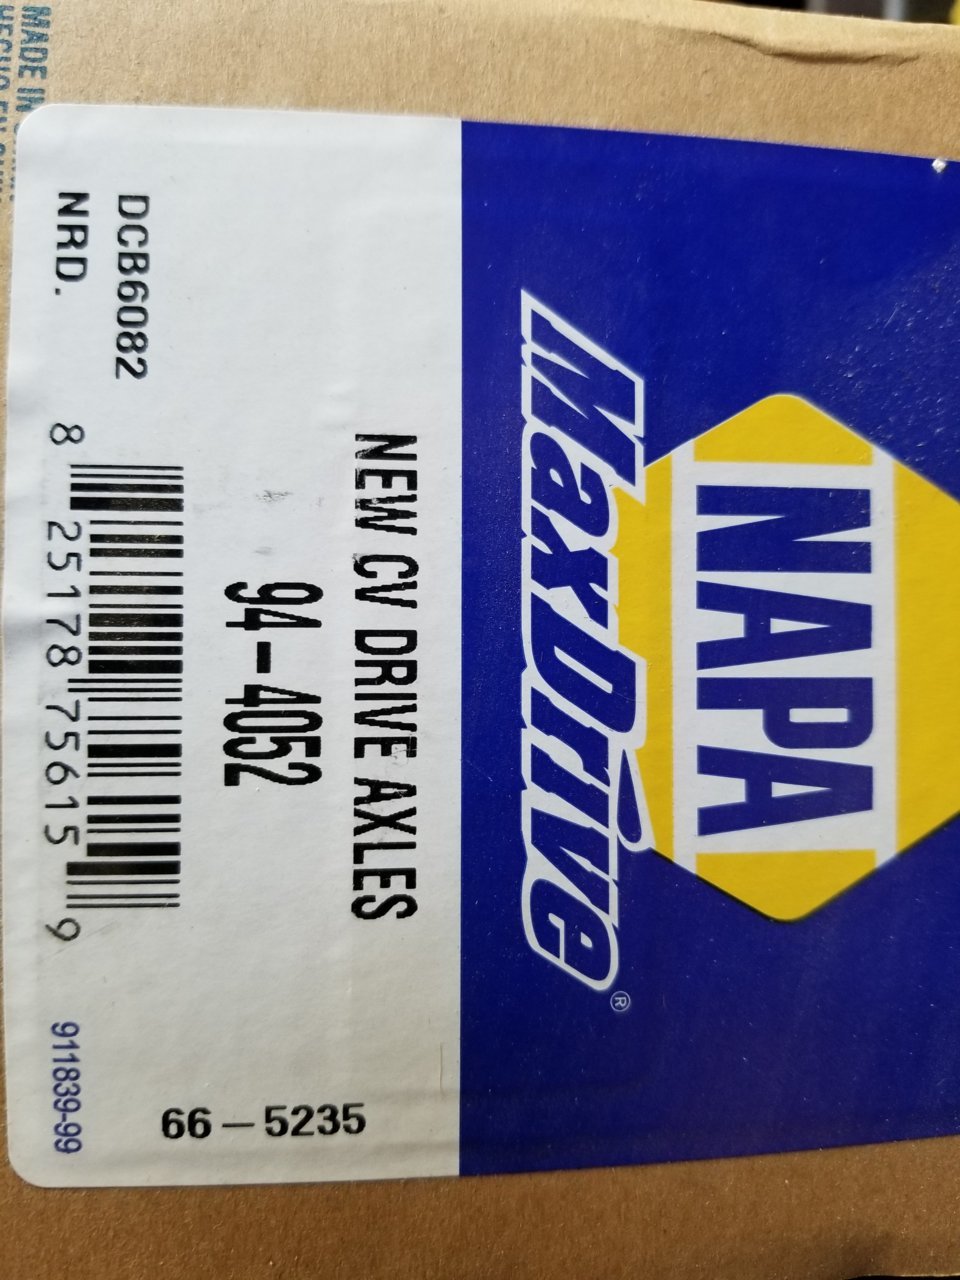 NAPA
MaxDrive®
NEW CV DRIVE AXLES
94-4052
66-5235
DCB6082
NRD.
8 25178 75615 9
911839-99
MADE IN